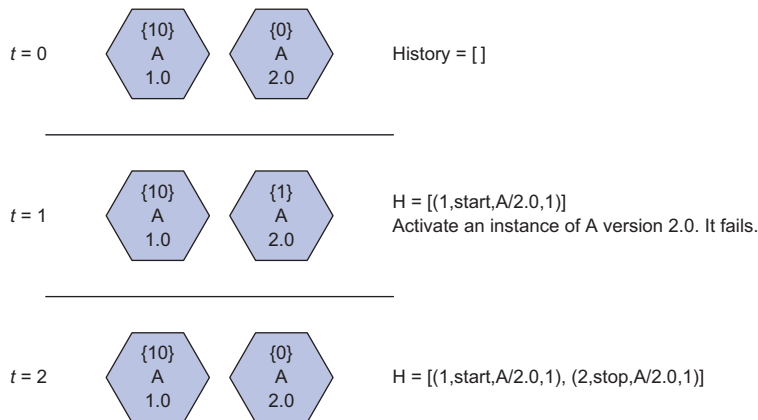 t = 0
{10}
A
1.0
{0}
A
2.0
History = [ ]
t = 1
{10}
A
1.0
{1}
A
2.0
H = [(1,start,A/2.0,1)]
Activate an instance of A version 2.0. It fails.
t = 2
{10}
A
1.0
{0}
A
2.0
H = [(1,start,A/2.0,1), (2,stop,A/2.0,1)]